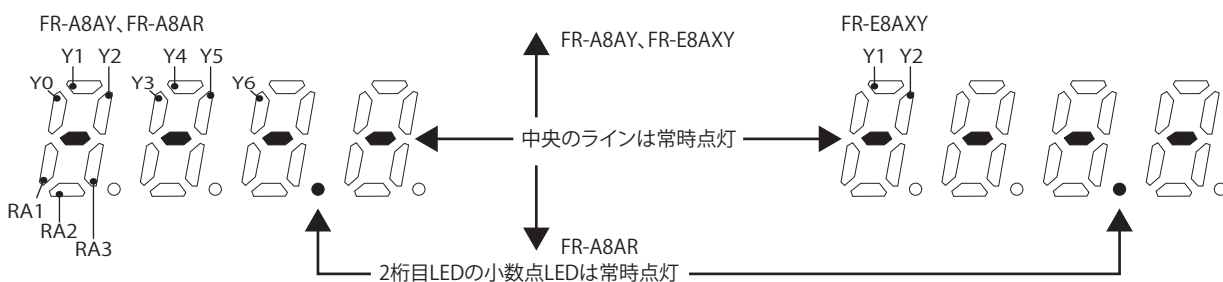 FR-A8AY、FR-A8AR
Y1 Y2 Y4 Y5
Y0 Y3 Y6
RA1
RA2
RA3
FR-A8AY、FR-E8AXY
中央のラインは常時点灯
FR-A8AR
2桁目LEDの小数点LEDは常時点灯
FR-E8AXY
Y1 Y2